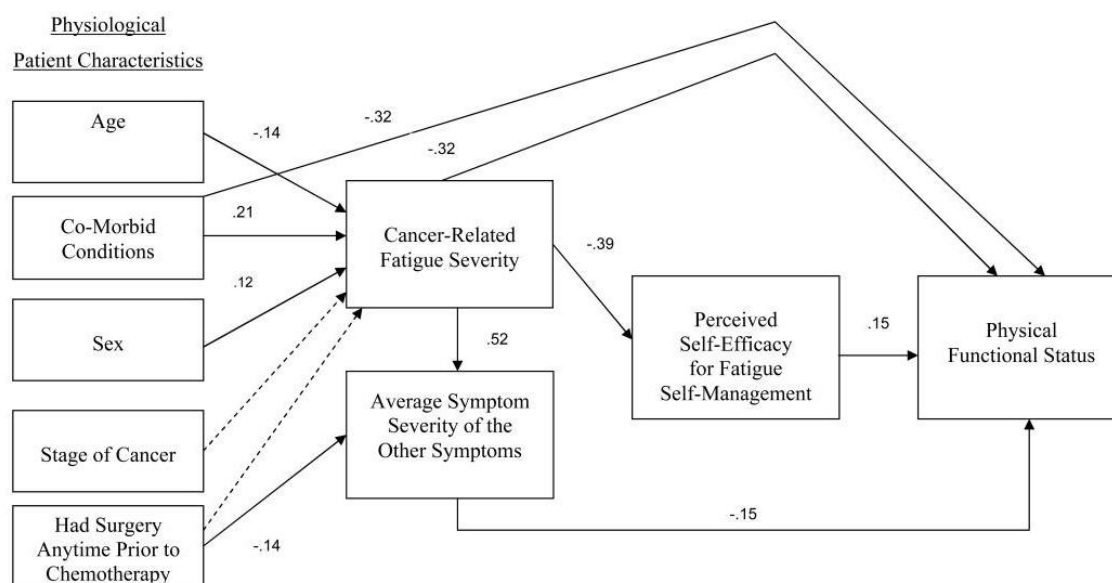 Physiological
Patient Characteristics
Age
-.14
-.32
-.32
Co-Morbid
Conditions
.21
Cancer-Related
Fatigue Severity
-.39
.12
Sex
.52
Perceived
Self-Efficacy
for Fatigue
Self-Management
.15
Physical
Functional Status
Average Symptom
Severity of the
Other Symptoms
Stage of Cancer
Had Surgery
Anytime Prior to
Chemotherapy
-.14
-.15